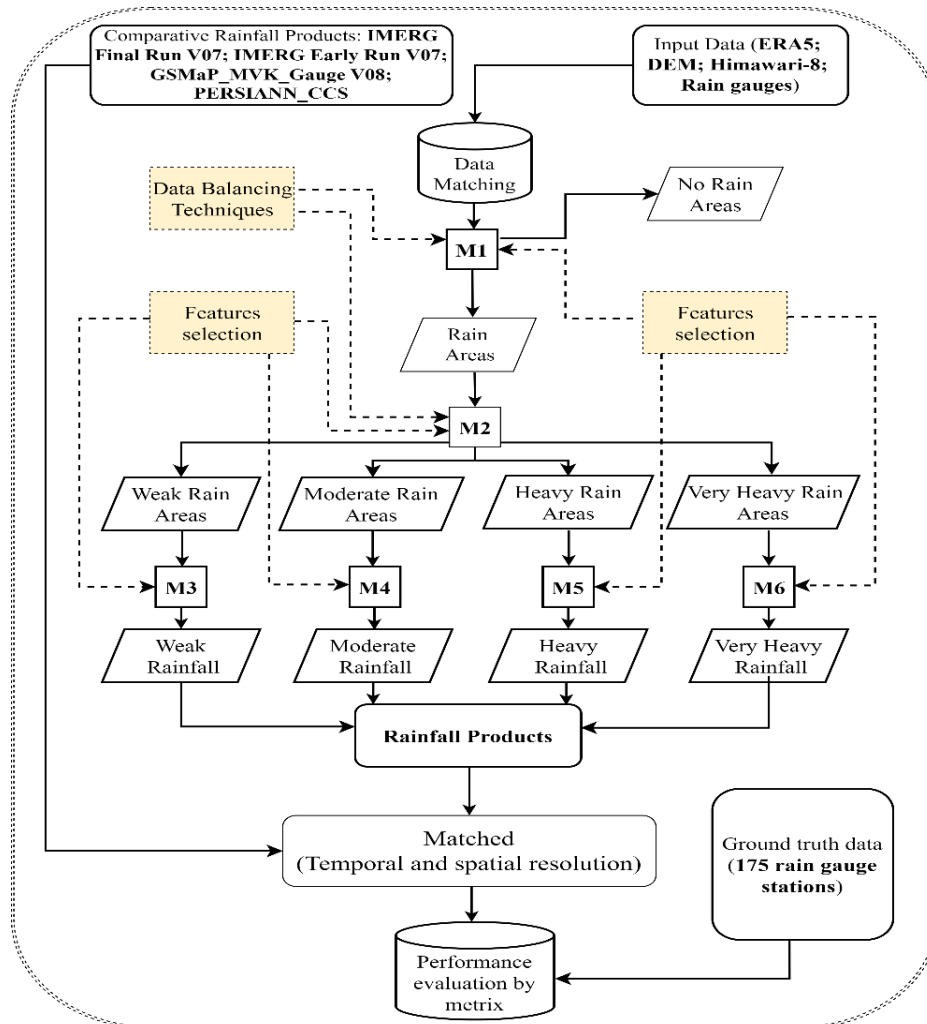 Comparative Rainfall Products: IMERG
Final Run V07; IMERG Early Run V07;
GSMaP_MVK_Gauge V08;
PERSIANN_CCS
Input Data (ERA5;
DEM; Himawari-8;
Rain gauges)
Data
Matching
Data Balancing
Techniques
No Rain
Areas
M1
Features
selection
Rain
Areas
Features
selection
M2
Weak Rain
Areas
Moderate Rain
Areas
Heavy Rain
Areas
Very Heavy Rain
Areas
M3
M4
M5
M6
Weak
Rainfall
Moderate
Rainfall
Heavy
Rainfall
Very Heavy
Rainfall
Rainfall Products
Matched
(Temporal and spatial resolution)
Ground truth data
(175 rain gauge
stations)
Performance
evaluation by
metrix